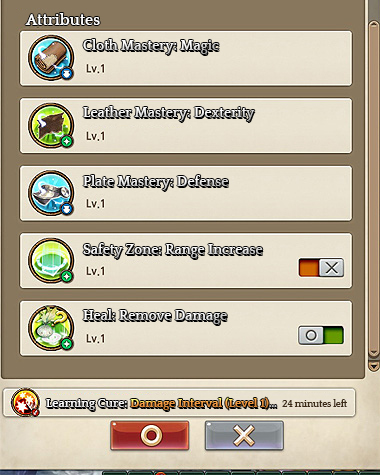 Attributes
Cloth Mastery: Magic
Lv.1
Leather Mastery: Dexterity
Lv.1
Plate Mastery: Defense
Lv.1
Safety Zone: Range Increase
Lv.1
Heal: Remove Damage
Lv.1
Learning Cure: Damage Interval (Level 1)... 24 minutes left